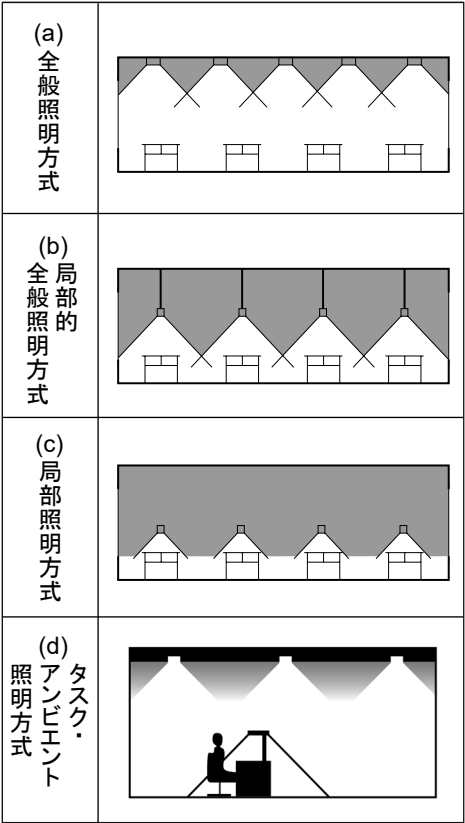 (a)
全般照明方式
(b)
局部的
全般照明方式
(c)
局部照明方式
(d)
タスク・
アンビエント
照明方式